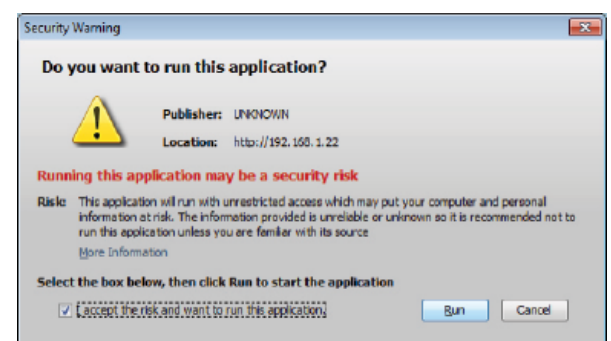 Security Warning
Do you want to run this application?
Publisher: UNKNOWN
Location: http://192.168.1.22
Running this application may be a security risk
Risk: This application will run with unrestricted access which may put your computer and personal
information at risk. The information provided is unreliable or unknown so it is recommended not to
run this application unless you are familiar with its source
More Information
Select the box below, then click Run to start the application
I accept the risk and want to run this application.
Run Cancel